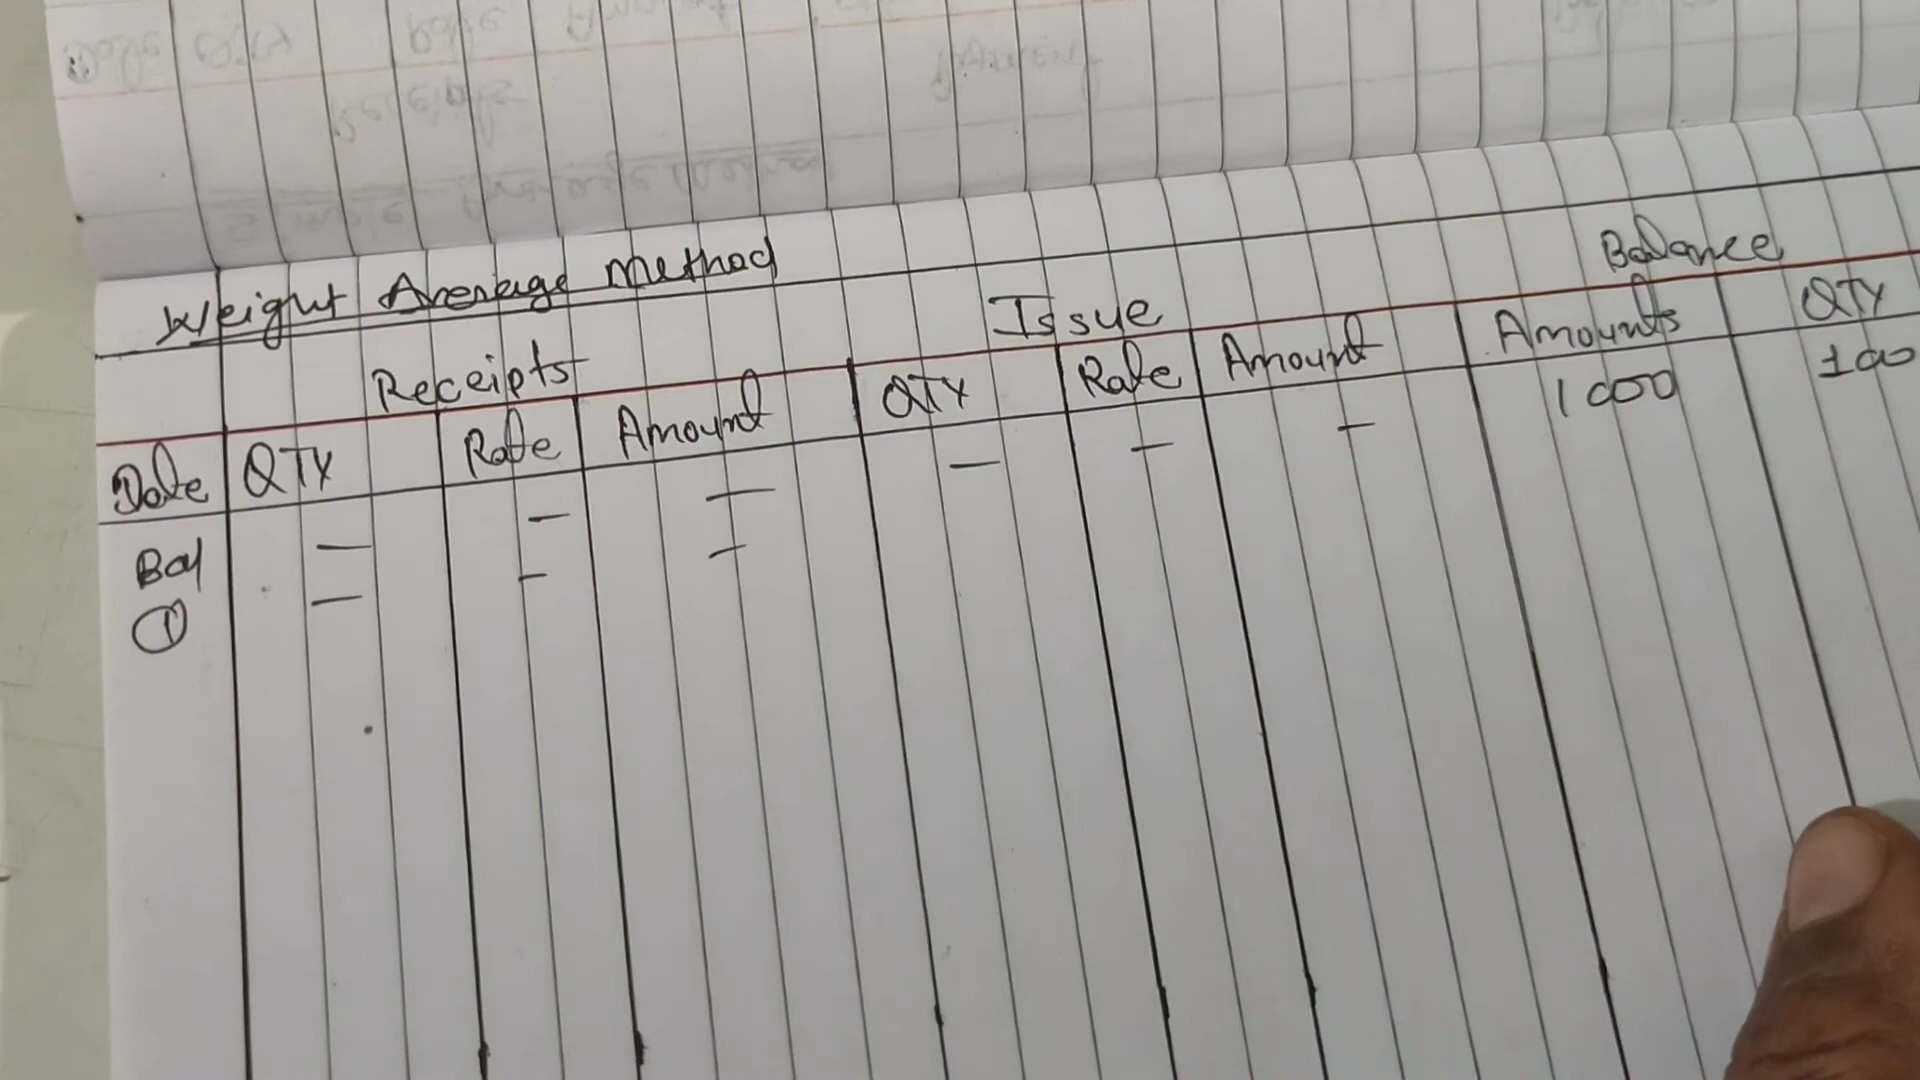 Weight Average Method
Receipts Issue Balance
Date QTY Rate Amount QTY Rate Amount Amounts QTY
Bal — — — — — — 1000 100
① — — —